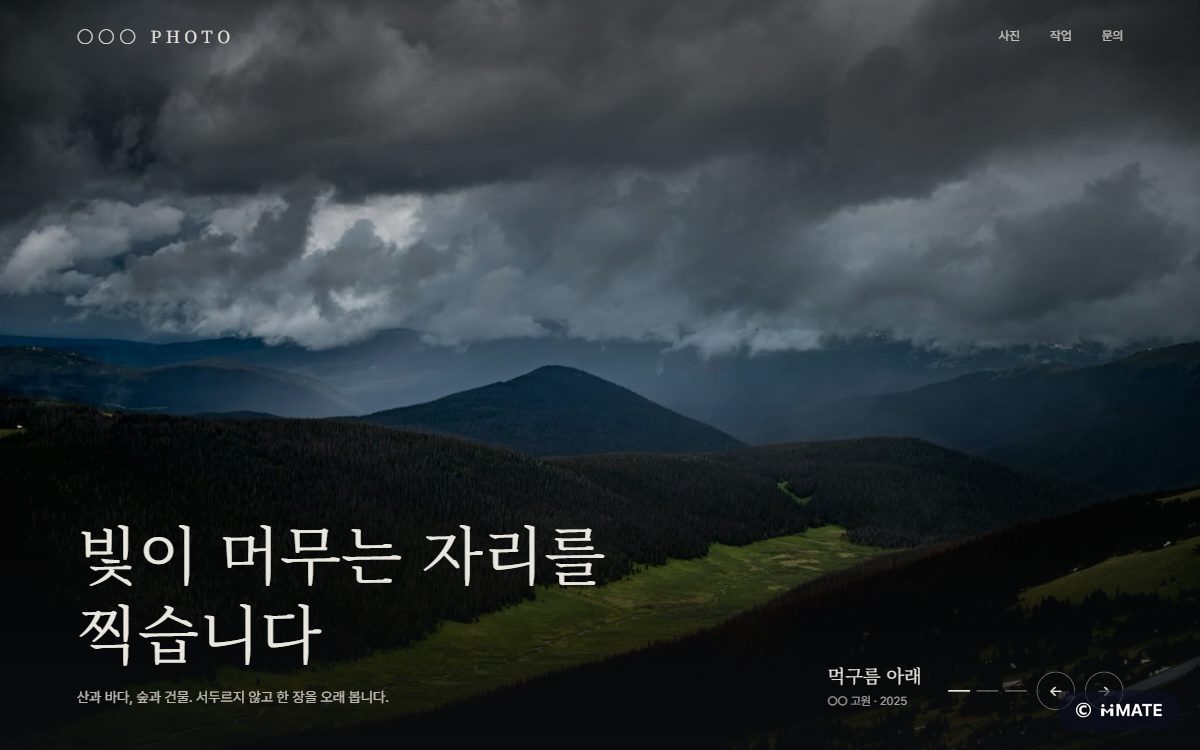 ○○○ PHOTO
사진 작업 문의
빛이 머무는 자리를
찍습니다
산과 바다, 숲과 건물. 서두르지 않고 한 장을 오래 봅니다.
먹구름 아래
○○ 고원 · 2025
© MMATE